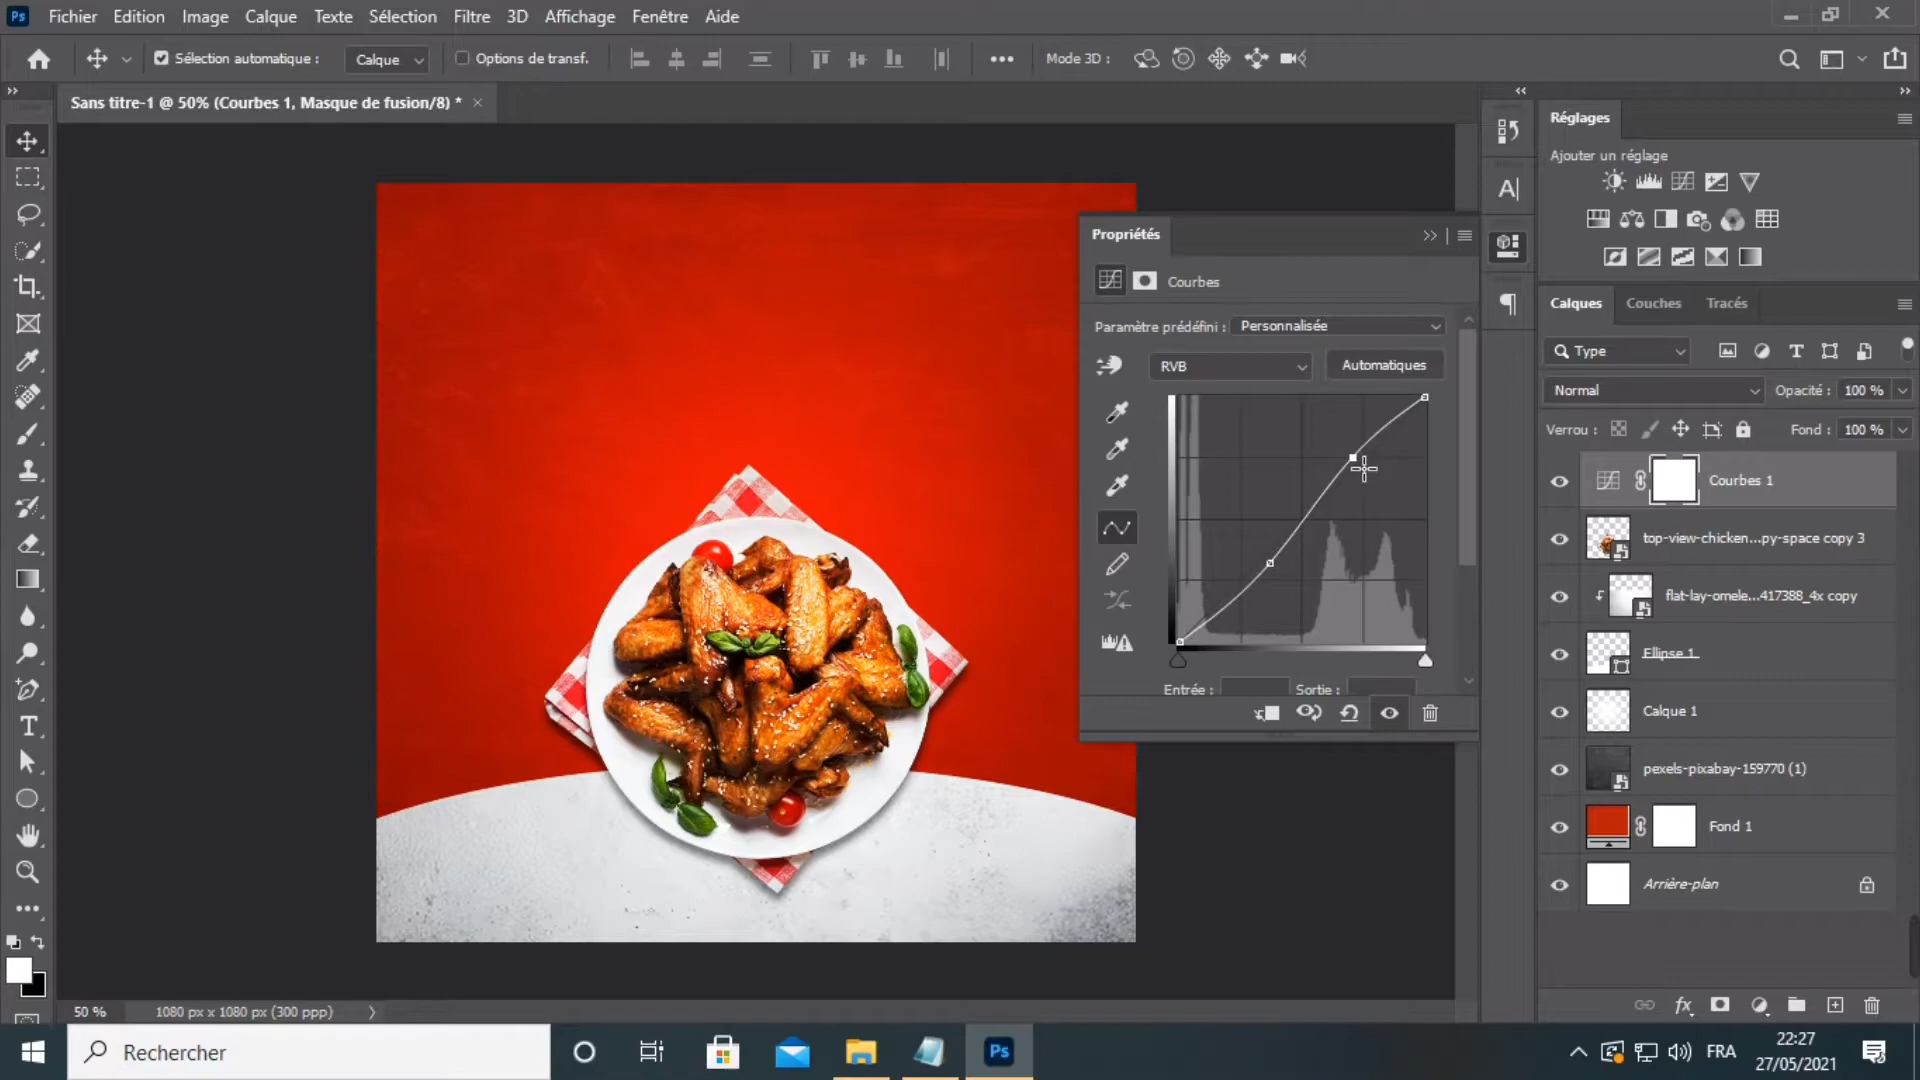 Ps Fichier Edition Image Calque Texte Sélection Filtre 3D Affichage Fenêtre Aide
Sélection automatique : Calque Options de transf. Mode 3D :
Sans titre-1 @ 50% (Courbes 1, Masque de fusion/8) *
Réglages
Ajouter un réglage
Propriétés
Courbes
Paramètre prédéfini : Personnalisée
RVB Automatiques
Entrée : Sortie :
Calques Couches Tracés
Type
Normal Opacité : 100 %
Verrou : Fond : 100 %
Courbes 1
top-view-chicken...py-space copy 3
flat-lay-omele...417388_4x copy
Ellipse 1
Calque 1
pexels-pixabay-159770 (1)
Fond 1
Arrière-plan
fx
50 % 1080 px x 1080 px (300 ppp)
Rechercher
Ps
FRA
22:27
27/05/2021